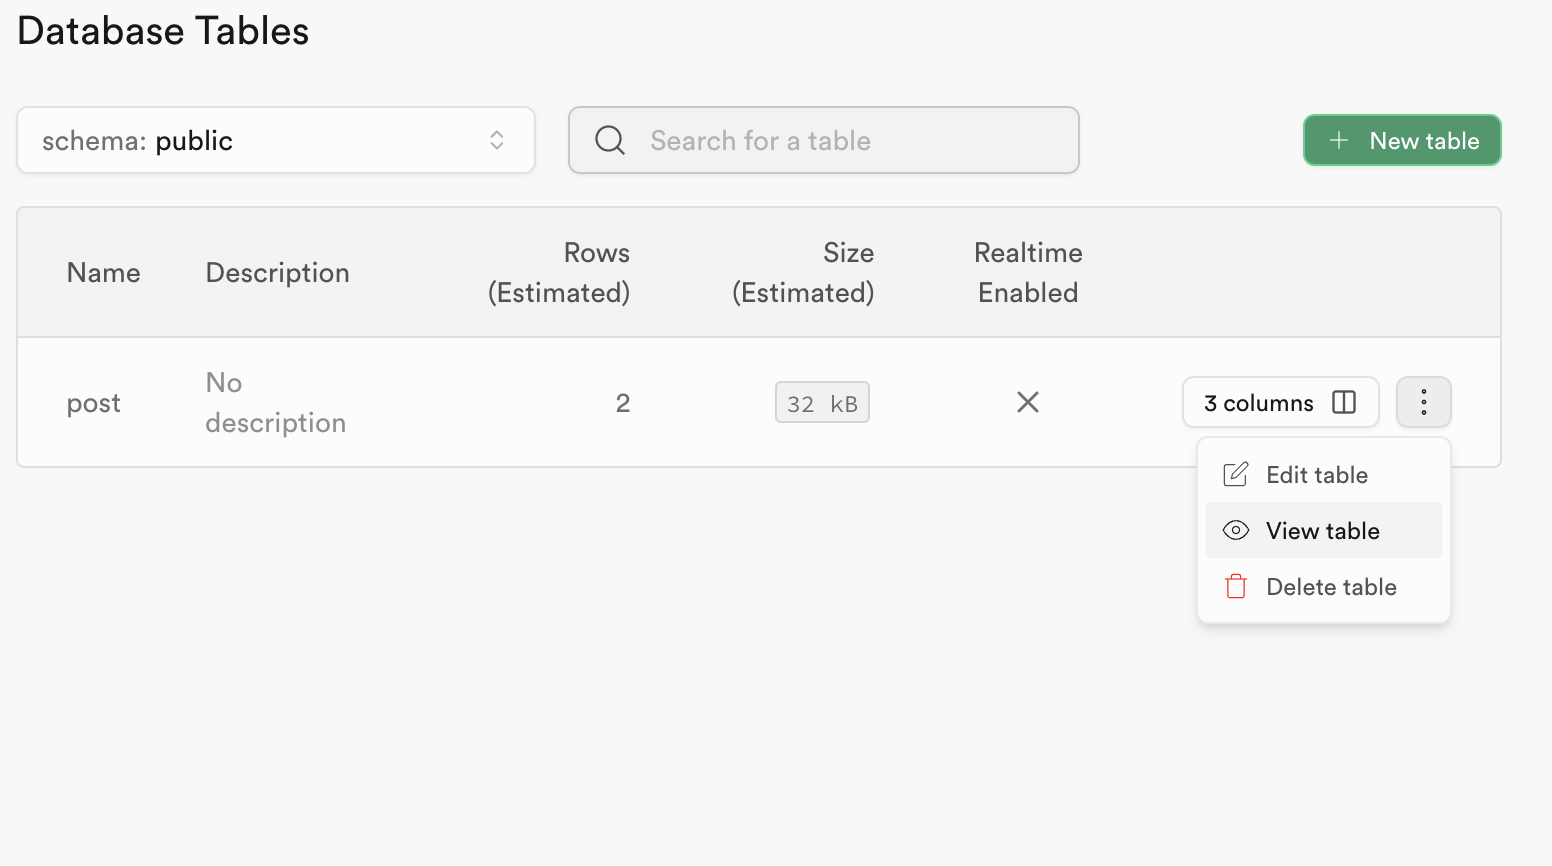 Database Tables
schema: public
Search for a table
New table
Name
Description
Rows
(Estimated)
Size
(Estimated)
Realtime
Enabled
post
No
description
2
32 kB
3 columns
Edit table
View table
Delete table